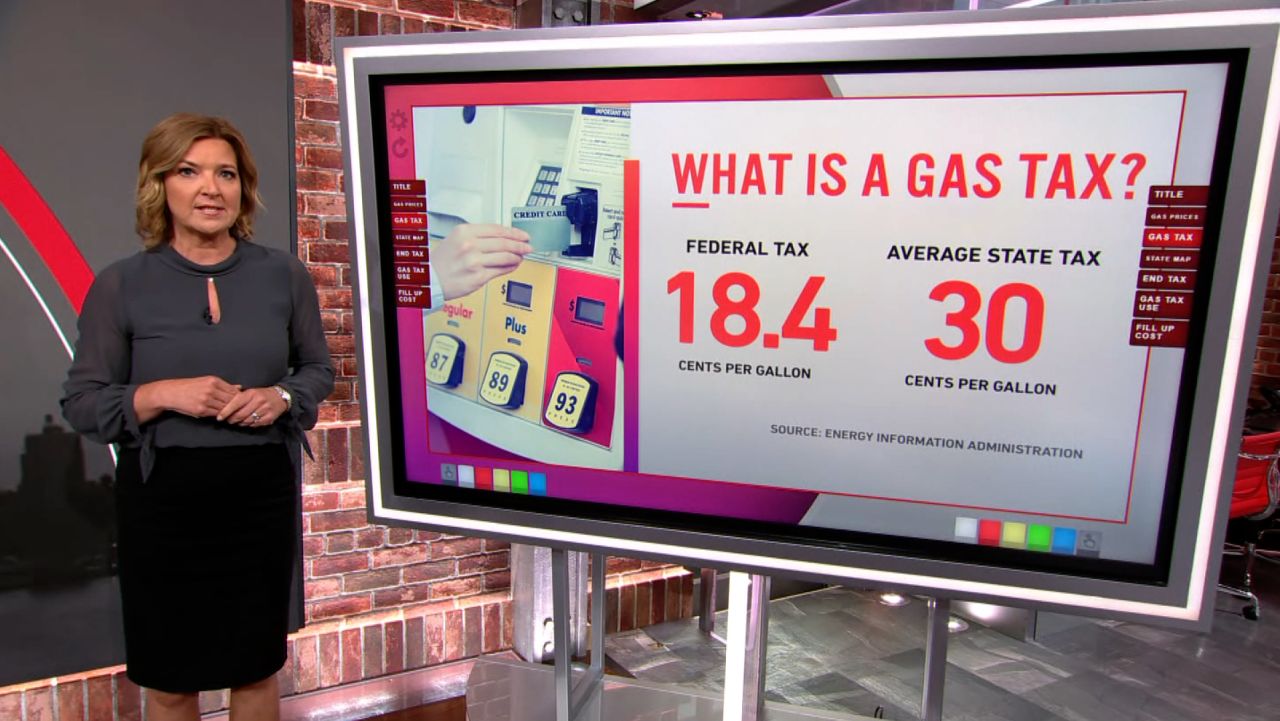 IMPORTANT
TITLE
GAS PRICES
GAS TAX
STATE MAP
END TAX
GAS TAX
USE
FILL UP
COST
CREDIT CARD
$
$
Regular
Plus
87
89
93
WHAT IS A GAS TAX?
FEDERAL TAX
18.4
CENTS PER GALLON
AVERAGE STATE TAX
30
CENTS PER GALLON
SOURCE: ENERGY INFORMATION ADMINISTRATION
TITLE
GAS PRICES
GAS TAX
STATE MAP
END TAX
GAS TAX
USE
FILL UP
COST